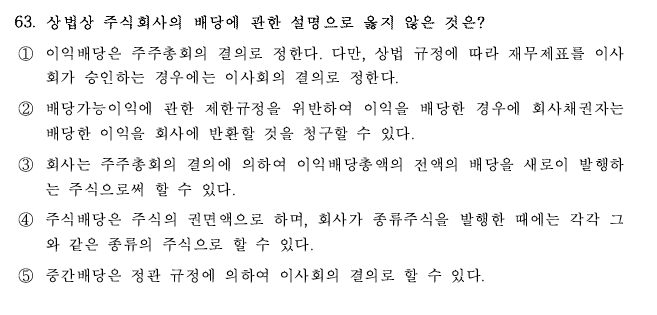 63. 상법상 주식회사의 배당에 관한 설명으로 옳지 않은 것은?
① 이익배당은 주주총회의 결의로 정한다. 다만, 상법 규정에 따라 재무제표를 이사
회가 승인하는 경우에는 이사회의 결의로 정한다.
② 배당가능이익에 관한 제한규정을 위반하여 이익을 배당한 경우에 회사채권자는
배당한 이익을 회사에 반환할 것을 청구할 수 있다.
③ 회사는 주주총회의 결의에 의하여 이익배당총액의 전액의 배당을 새로이 발행하
는 주식으로써 할 수 있다.
④ 주식배당은 주식의 권면액으로 하며, 회사가 종류주식을 발행한 때에는 각각 그
와 같은 종류의 주식으로 할 수 있다.
⑤ 중간배당은 정관 규정에 의하여 이사회의 결의로 할 수 있다.